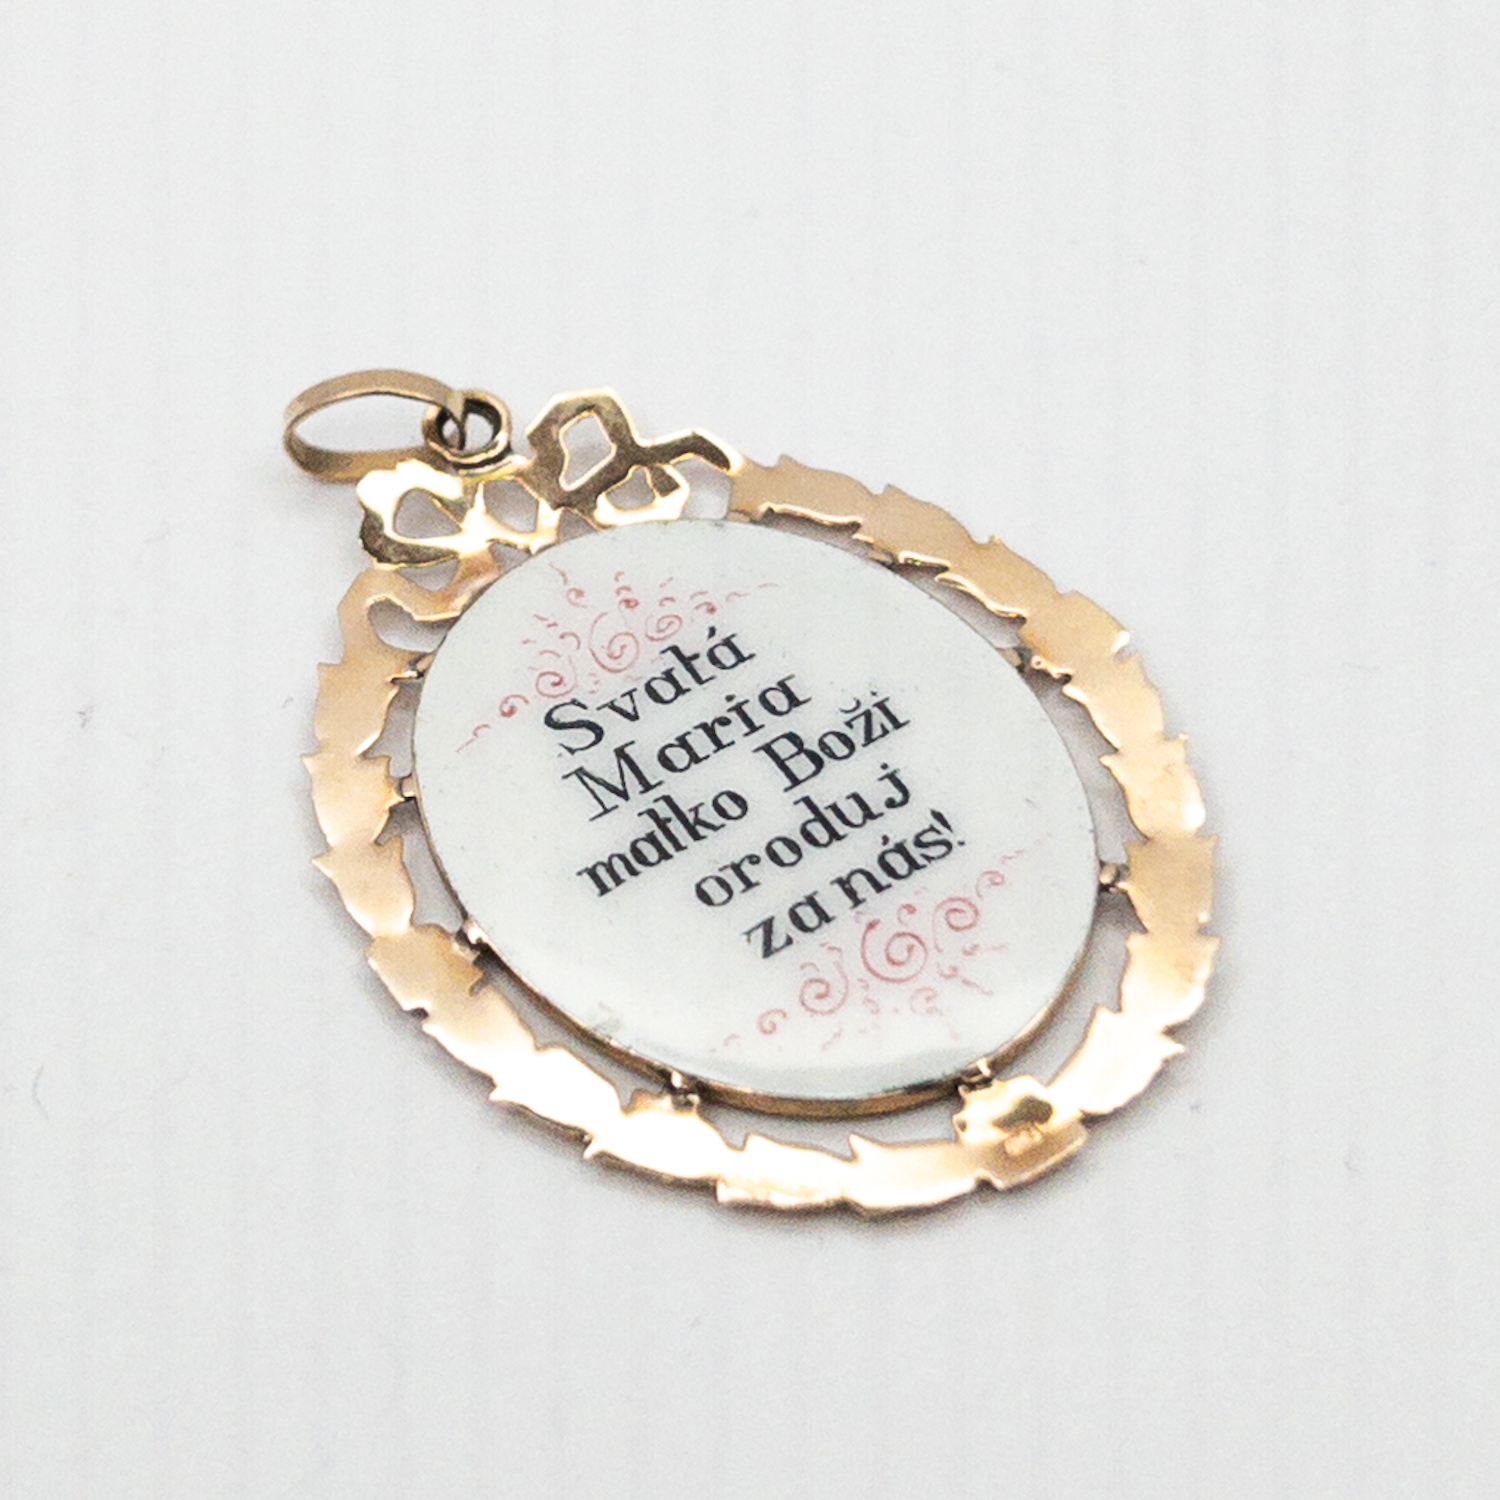 Svatá
Maria
matko Boží
oroduj
za nás!